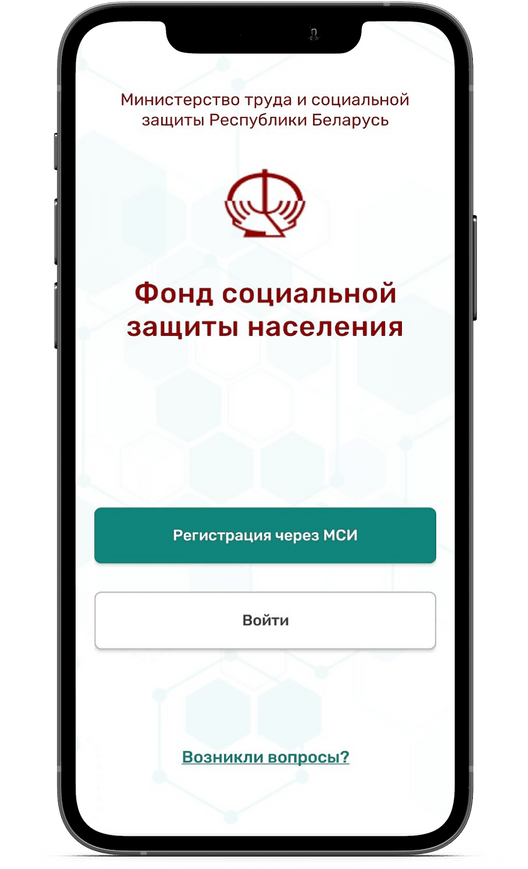 Министерство труда и социальной
защиты Республики Беларусь
Фонд социальной
защиты населения
Регистрация через МСИ
Войти
Возникли вопросы?